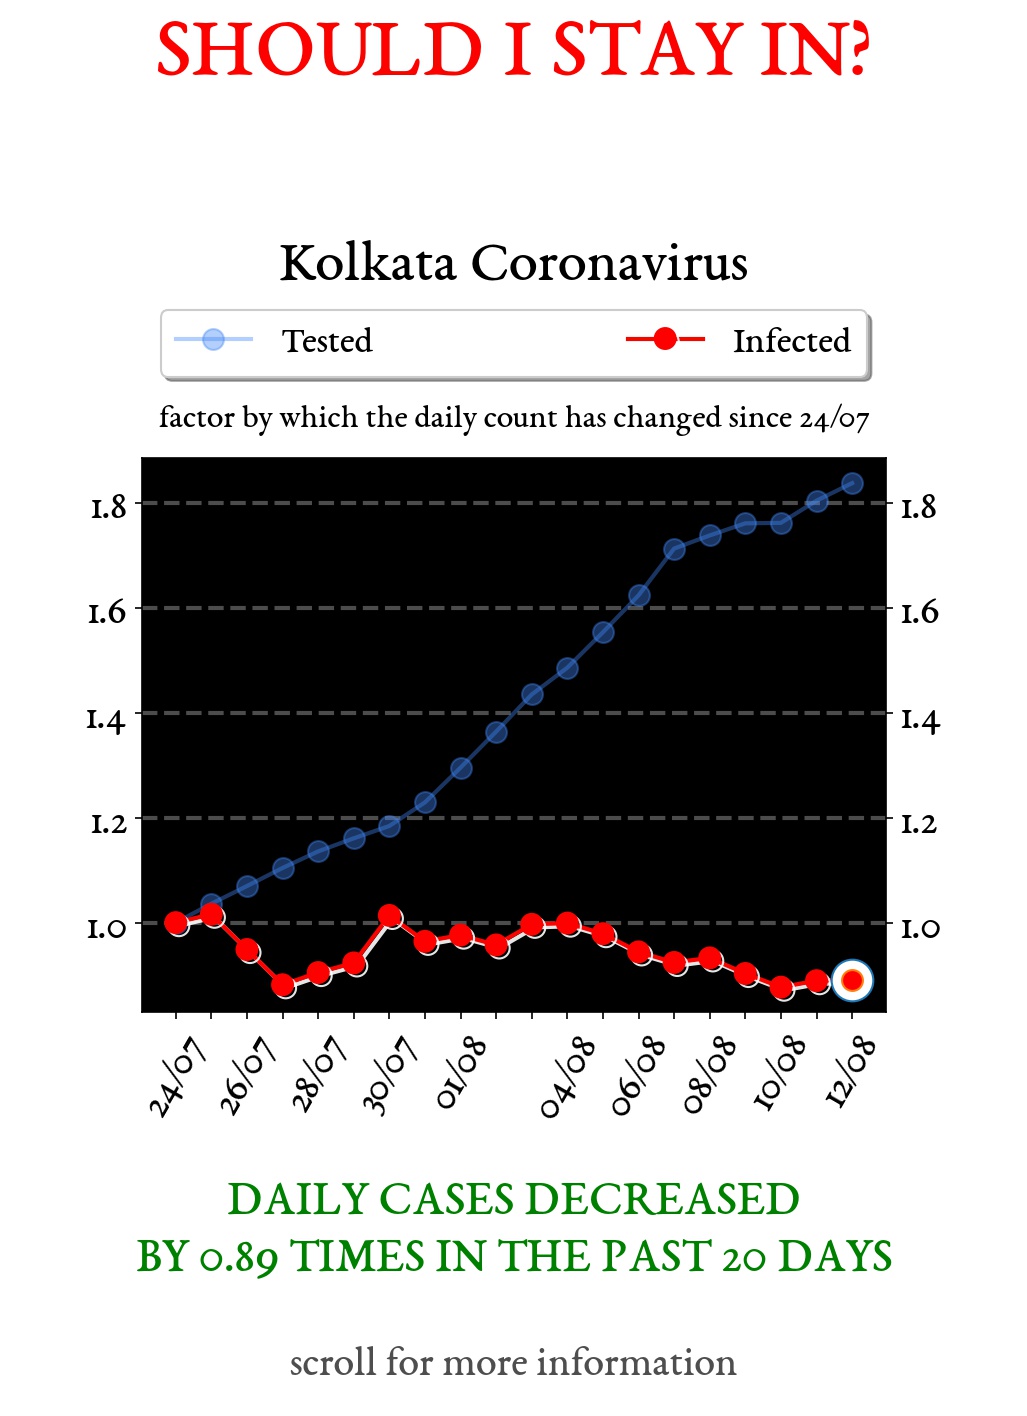 SHOULD I STAY IN?
Kolkata Coronavirus
Tested Infected
factor by which the daily count has changed since 24/07
1.8 1.8
1.6 1.6
1.4 1.4
1.2 1.2
1.0 1.0
24/07 26/07 28/07 30/07 01/08 04/08 06/08 08/08 10/08 12/08
DAILY CASES DECREASED
BY 0.89 TIMES IN THE PAST 20 DAYS
scroll for more information